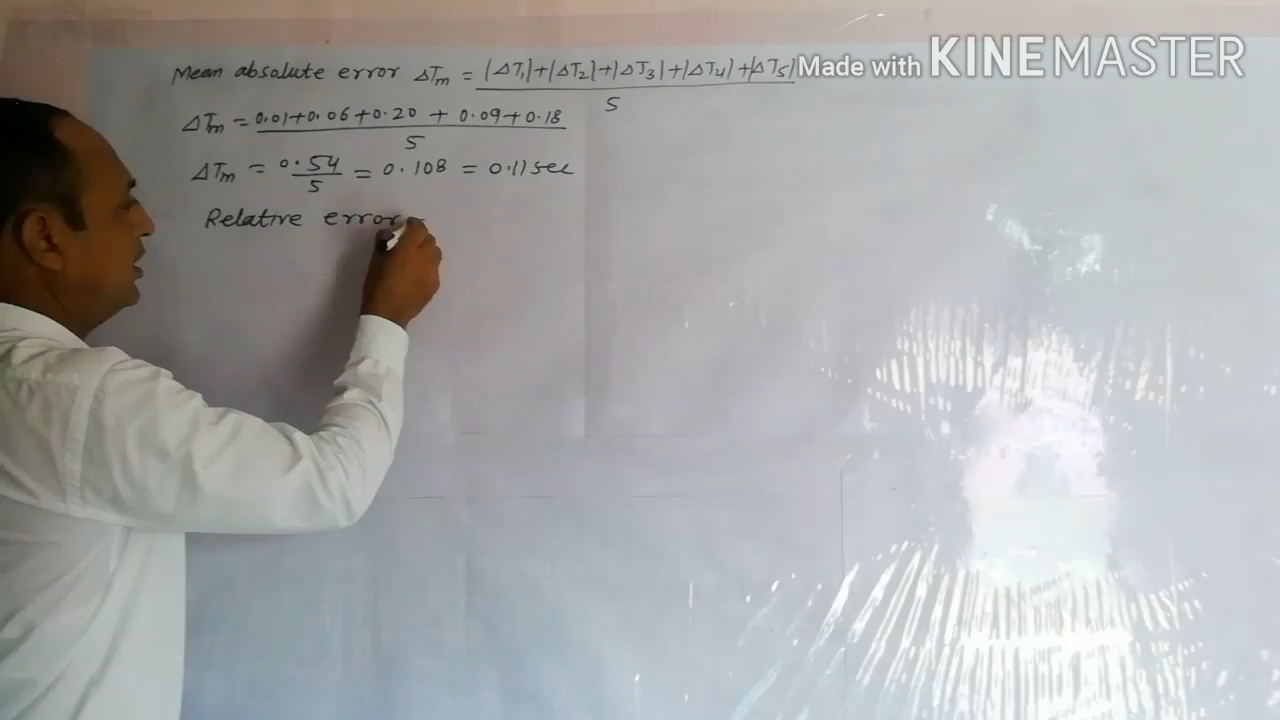 Mean absolute error ΔTm = |ΔT1|+|ΔT2|+|ΔT3|+|ΔT4|+|ΔT5| / 5
Made with KINEMASTER
ΔTm = 0.01+0.06+0.20 + 0.09+0.18 / 5
ΔTm = 0.54 / 5 = 0.108 = 0.11 sec
Relative error